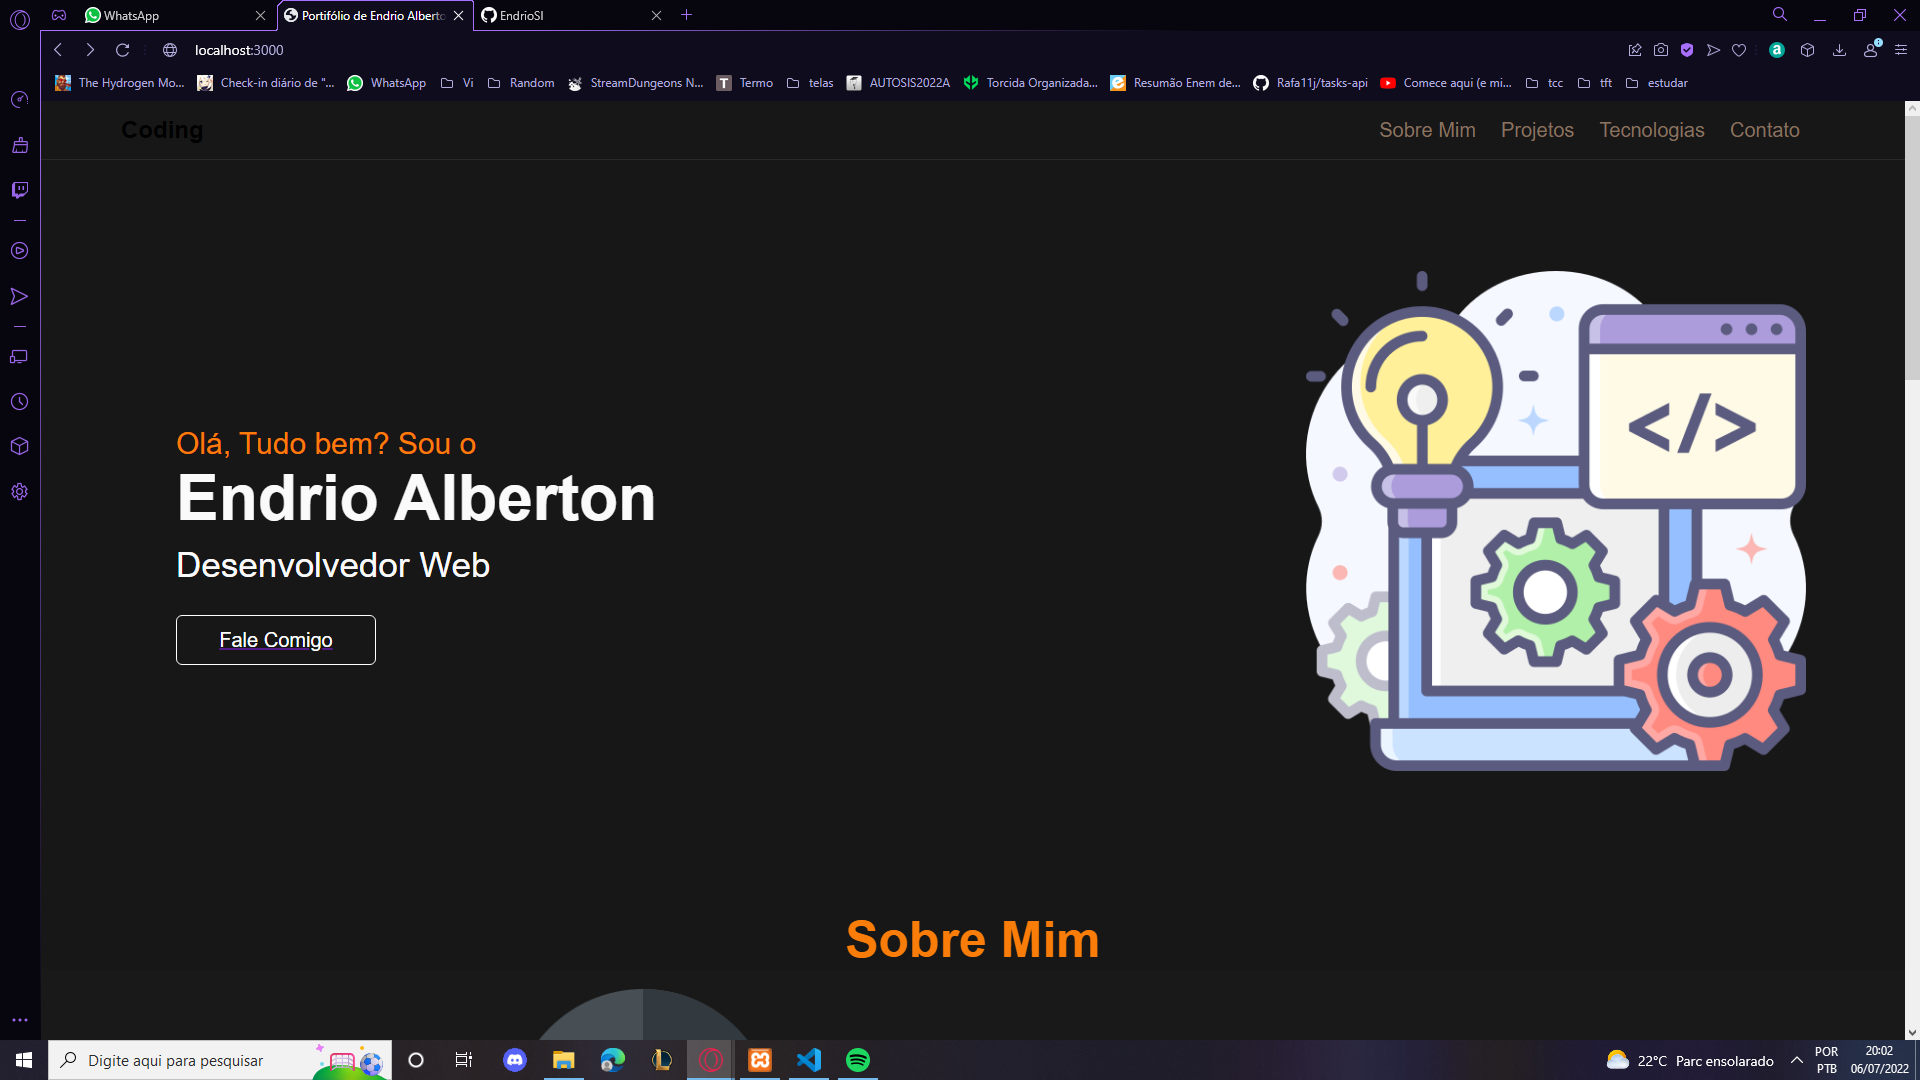 WhatsApp
Portifólio de Endrio Alberto
EndrioSI
localhost:3000
The Hydrogen Mo...
Check-in diário de "...
WhatsApp
Vi
Random
StreamDungeons N...
T
Termo
telas
AUTOSIS2022A
Torcida Organizada...
Resumão Enem de...
Rafa11j/tasks-api
Comece aqui (e mi...
tcc
tft
estudar
Coding
Sobre Mim
Projetos
Tecnologias
Contato
Olá, Tudo bem? Sou o
Endrio Alberton
Desenvolvedor Web
Fale Comigo
</>
Sobre Mim
Digite aqui para pesquisar
22°C Parc ensolarado
POR
PTB
20:02
06/07/2022